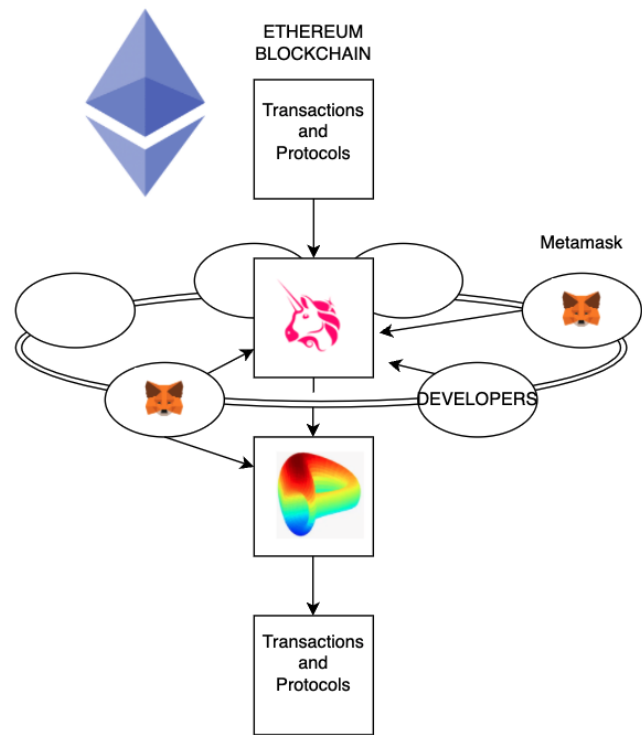 ETHEREUM
BLOCKCHAIN
Transactions
and
Protocols
Metamask
DEVELOPERS
Transactions
and
Protocols